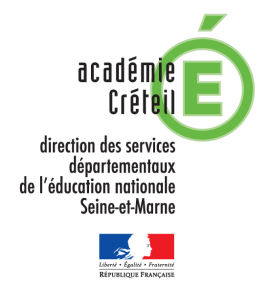 académie
Créteil
É
direction des services
départementaux
de l'éducation nationale
Seine-et-Marne
Liberté • Égalité • Fraternité
RÉPUBLIQUE FRANÇAISE